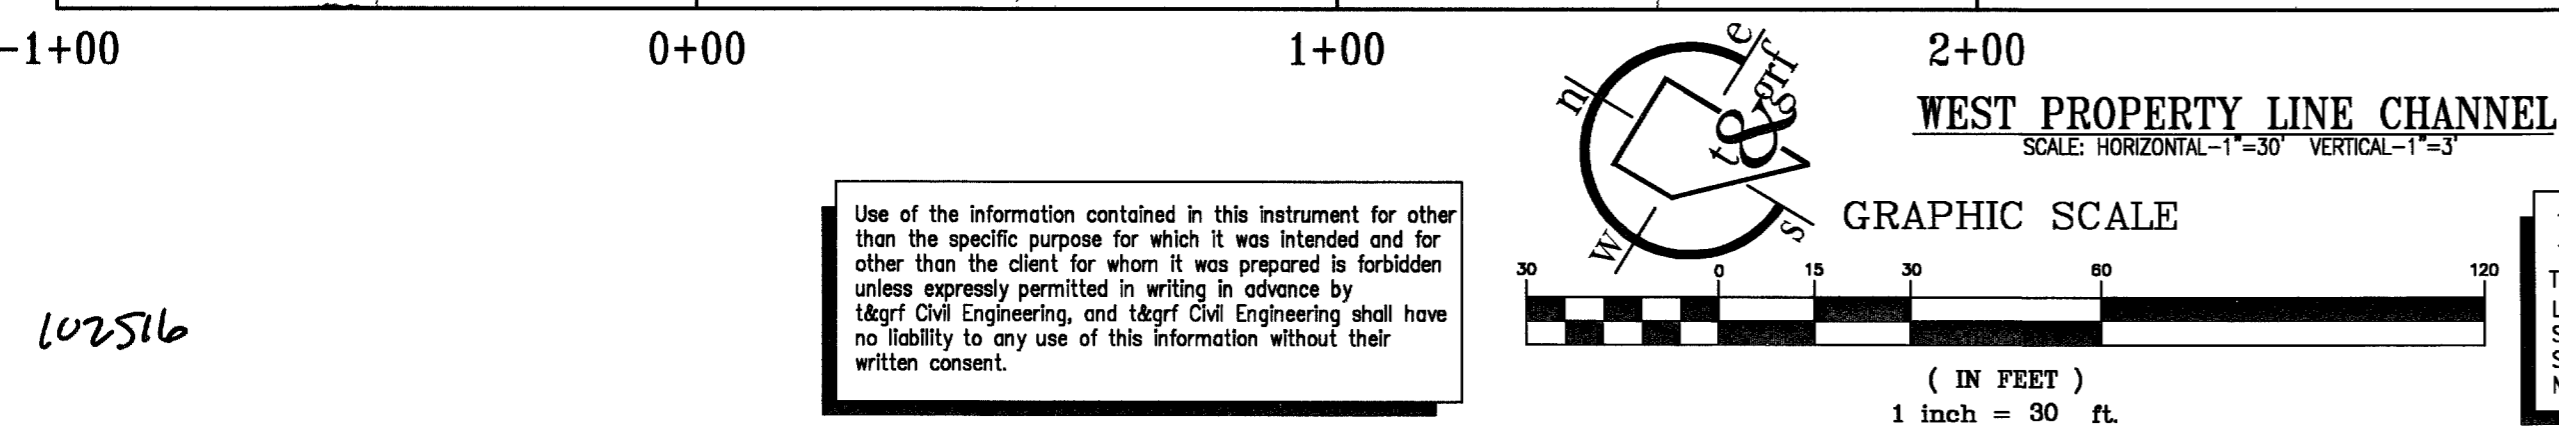 -1+00 0+00 1+00 2+00
n e s w
t&grf
WEST PROPERTY LINE CHANNEL
SCALE: HORIZONTAL-1"=30' VERTICAL-1"=3'
Use of the information contained in this instrument for other
than the specific purpose for which it was intended and for
other than the client for whom it was prepared is forbidden
unless expressly permitted in writing in advance by
t&grf Civil Engineering, and t&grf Civil Engineering shall have
no liability to any use of this information without their
written consent.
GRAPHIC SCALE
30 0 15 30 60 120
( IN FEET )
1 inch = 30 ft.
102516